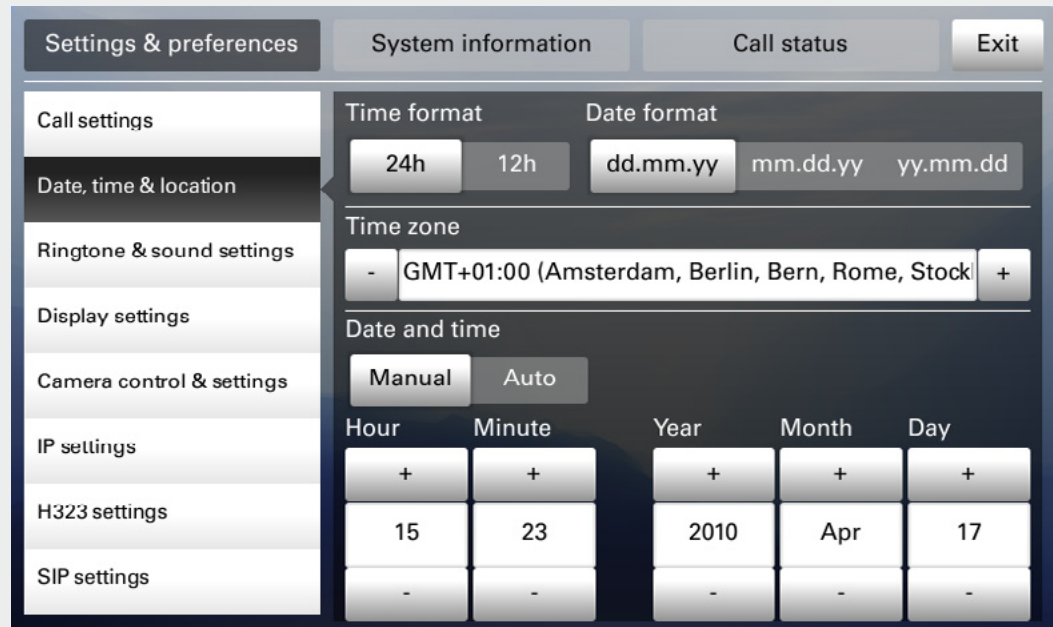 Settings & preferences System information Call status Exit
Call settings
Date, time & location
Ringtone & sound settings
Display settings
Camera control & settings
IP settings
H323 settings
SIP settings
Time format Date format
24h 12h dd.mm.yy mm.dd.yy yy.mm.dd
Time zone
- GMT+01:00 (Amsterdam, Berlin, Bern, Rome, Stock +
Date and time
Manual Auto
Hour Minute Year Month Day
+ + + + +
15 23 2010 Apr 17
- - - - -